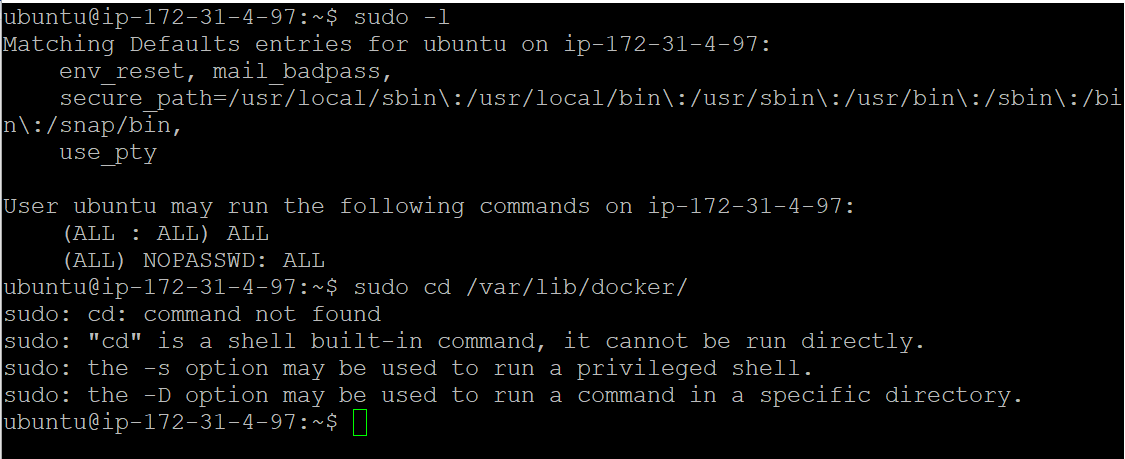 ubuntu@ip-172-31-4-97:~$ sudo -l
Matching Defaults entries for ubuntu on ip-172-31-4-97:
    env_reset, mail_badpass,
    secure_path=/usr/local/sbin\:/usr/local/bin\:/usr/sbin\:/usr/bin\:/sbin\:/bi
n\:/snap/bin,
    use_pty

User ubuntu may run the following commands on ip-172-31-4-97:
    (ALL : ALL) ALL
    (ALL) NOPASSWD: ALL
ubuntu@ip-172-31-4-97:~$ sudo cd /var/lib/docker/
sudo: cd: command not found
sudo: "cd" is a shell built-in command, it cannot be run directly.
sudo: the -s option may be used to run a privileged shell.
sudo: the -D option may be used to run a command in a specific directory.
ubuntu@ip-172-31-4-97:~$